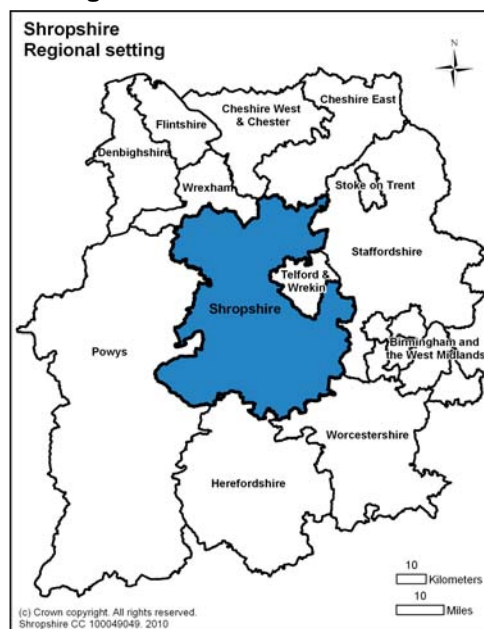 Shropshire
Regional setting
N
Cheshire East
Cheshire West
& Chester
Flintshire
Denbighshire
Wrexham
Stoke on Trent
Staffordshire
Telford &
Wrekin
Shropshire
Powys
Birmingham and
the West Midlands
Worcestershire
Herefordshire
10
Kilometers
10
Miles
(c) Crown copyright. All rights reserved.
Shropshire CC 100049049. 2010